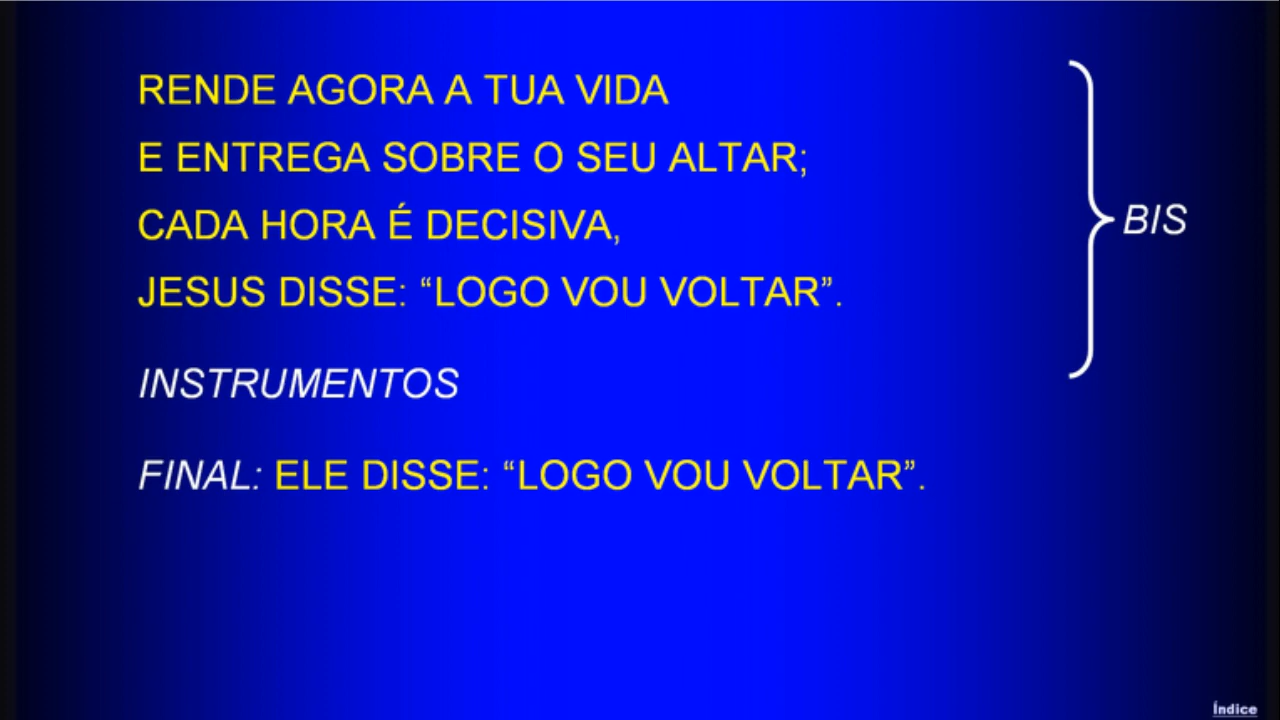 RENDE AGORA A TUA VIDA
E ENTREGA SOBRE O SEU ALTAR;
CADA HORA É DECISIVA,
JESUS DISSE: “LOGO VOU VOLTAR”.
BIS
INSTRUMENTOS
FINAL: ELE DISSE: “LOGO VOU VOLTAR”.
Índice